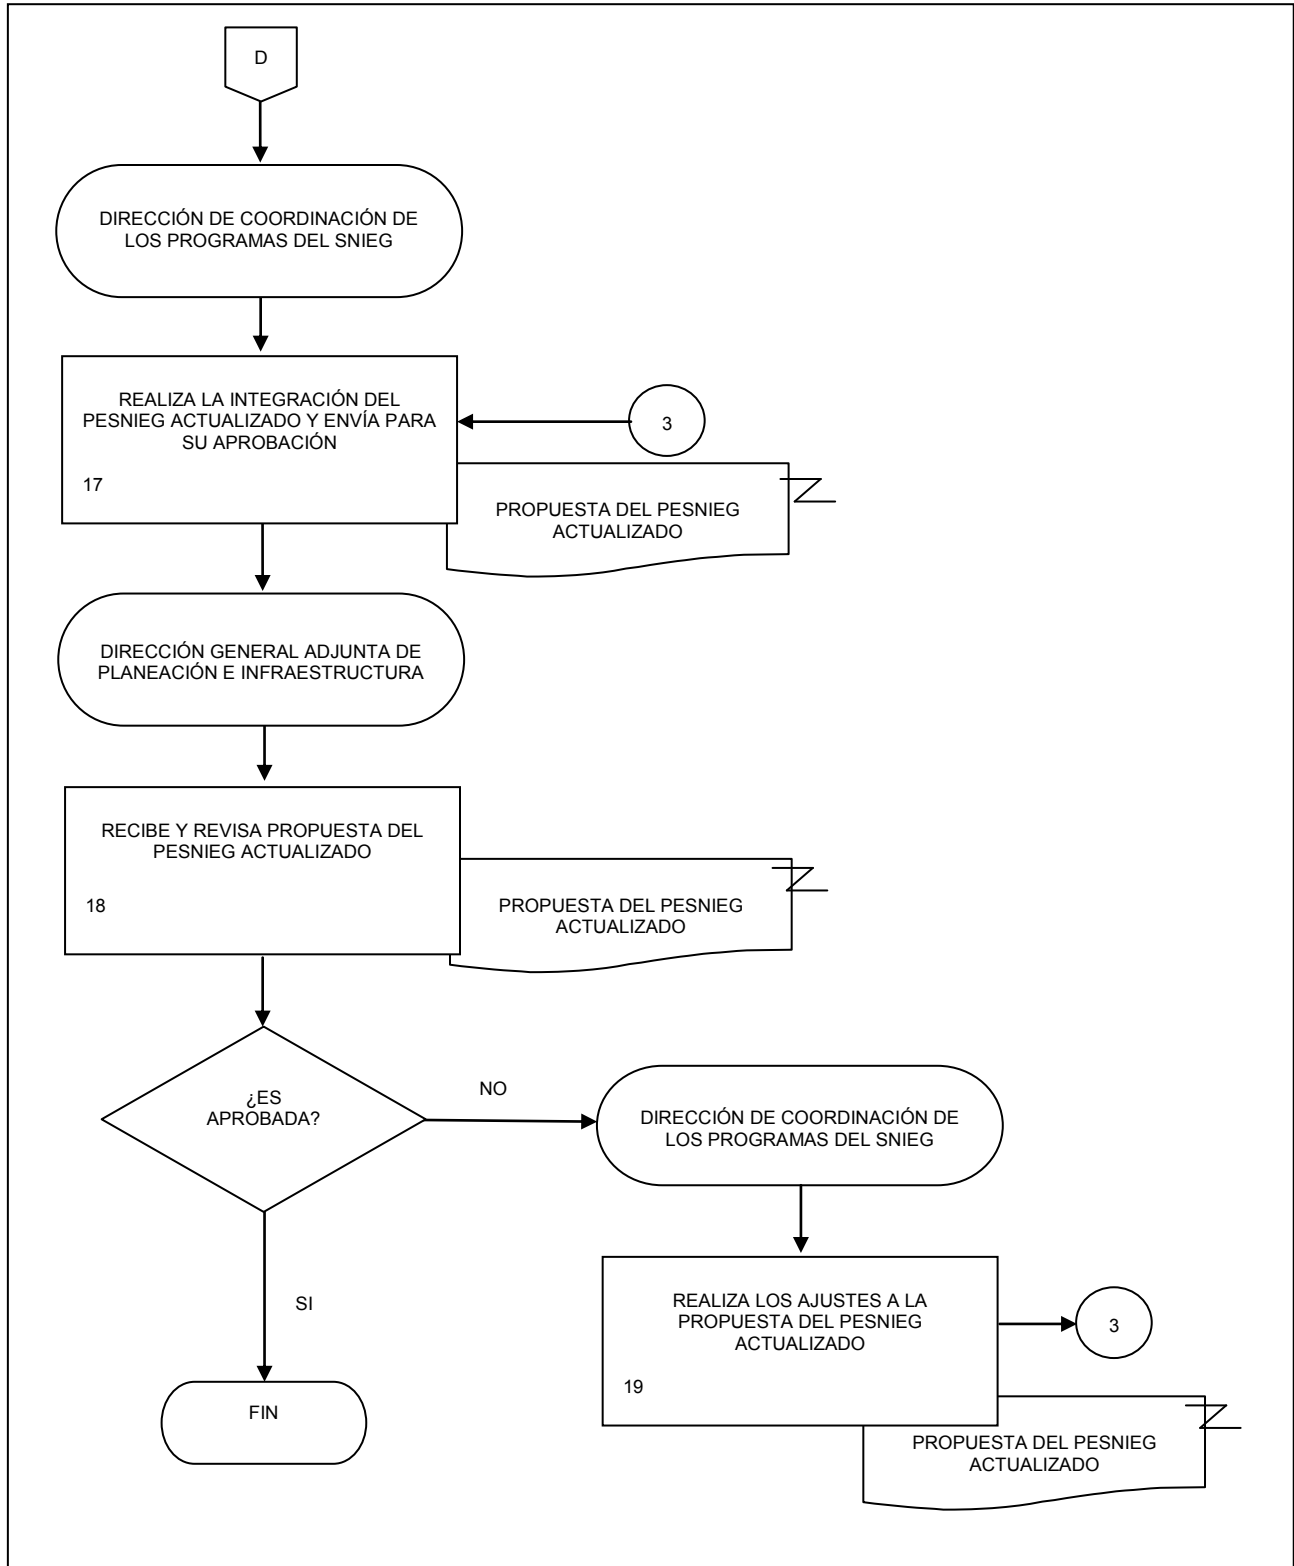 D
DIRECCIÓN DE COORDINACIÓN DE
LOS PROGRAMAS DEL SNIEG
REALIZA LA INTEGRACIÓN DEL
PESNIEG ACTUALIZADO Y ENVÍA PARA
SU APROBACIÓN
17
3
PROPUESTA DEL PESNIEG
ACTUALIZADO
DIRECCIÓN GENERAL ADJUNTA DE
PLANEACIÓN E INFRAESTRUCTURA
RECIBE Y REVISA PROPUESTA DEL
PESNIEG ACTUALIZADO
18
PROPUESTA DEL PESNIEG
ACTUALIZADO
¿ES
APROBADA?
NO
DIRECCIÓN DE COORDINACIÓN DE
LOS PROGRAMAS DEL SNIEG
SI
REALIZA LOS AJUSTES A LA
PROPUESTA DEL PESNIEG
ACTUALIZADO
19
3
FIN
PROPUESTA DEL PESNIEG
ACTUALIZADO